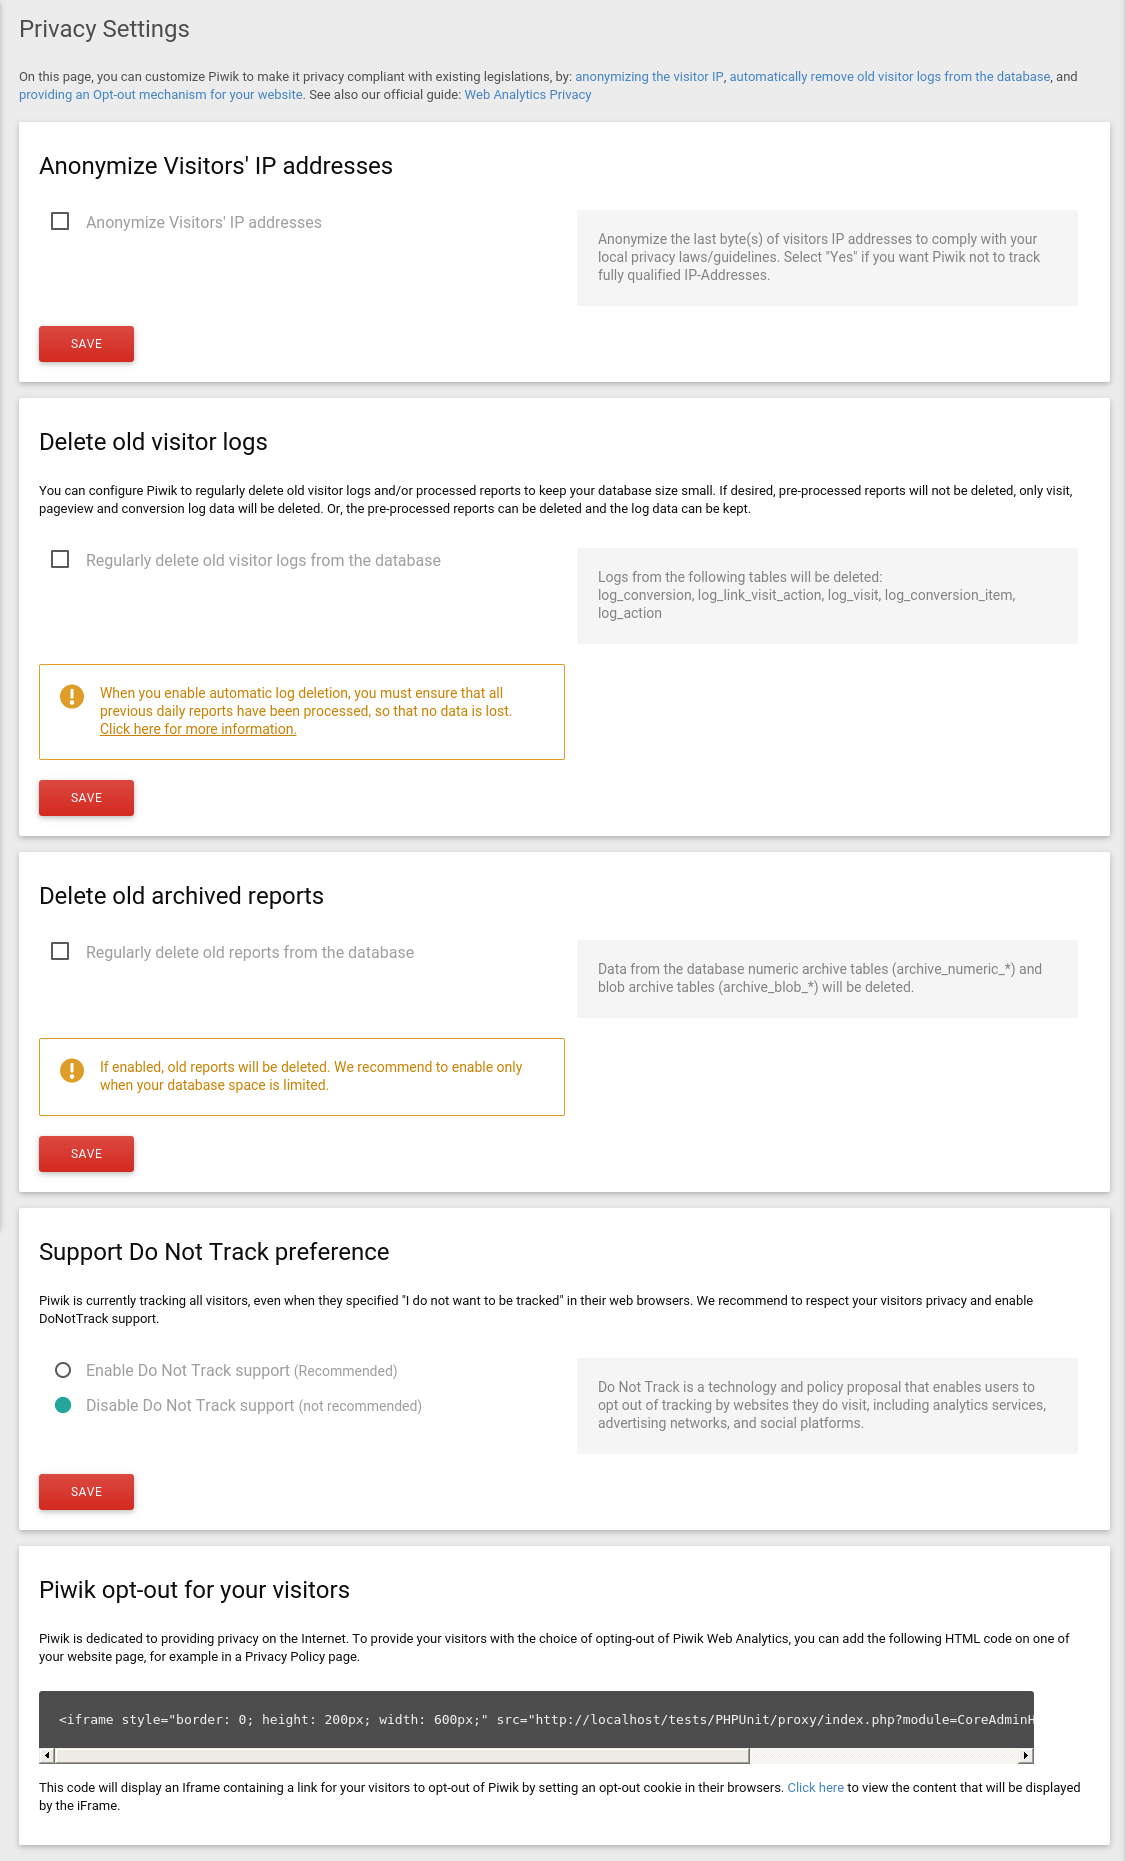 Privacy Settings
On this page, you can customize Piwik to make it privacy compliant with existing legislations, by: anonymizing the visitor IP, automatically remove old visitor logs from the database, and
providing an Opt-out mechanism for your website. See also our official guide: Web Analytics Privacy
Anonymize Visitors' IP addresses
Anonymize Visitors' IP addresses
Anonymize the last byte(s) of visitors IP addresses to comply with your
local privacy laws/guidelines. Select "Yes" if you want Piwik not to track
fully qualified IP-Addresses.
SAVE
Delete old visitor logs
You can configure Piwik to regularly delete old visitor logs and/or processed reports to keep your database size small. If desired, pre-processed reports will not be deleted, only visit,
pageview and conversion log data will be deleted. Or, the pre-processed reports can be deleted and the log data can be kept.
Regularly delete old visitor logs from the database
Logs from the following tables will be deleted:
log_conversion, log_link_visit_action, log_visit, log_conversion_item,
log_action
When you enable automatic log deletion, you must ensure that all
previous daily reports have been processed, so that no data is lost.
Click here for more information.
SAVE
Delete old archived reports
Regularly delete old reports from the database
Data from the database numeric archive tables (archive_numeric_*) and
blob archive tables (archive_blob_*) will be deleted.
If enabled, old reports will be deleted. We recommend to enable only
when your database space is limited.
SAVE
Support Do Not Track preference
Piwik is currently tracking all visitors, even when they specified "I do not want to be tracked" in their web browsers. We recommend to respect your visitors privacy and enable
DoNotTrack support.
Enable Do Not Track support (Recommended)
Disable Do Not Track support (not recommended)
Do Not Track is a technology and policy proposal that enables users to
opt out of tracking by websites they do visit, including analytics services,
advertising networks, and social platforms.
SAVE
Piwik opt-out for your visitors
Piwik is dedicated to providing privacy on the Internet. To provide your visitors with the choice of opting-out of Piwik Web Analytics, you can add the following HTML code on one of
your website page, for example in a Privacy Policy page.
<iframe style="border: 0; height: 200px; width: 600px;" src="http://localhost/tests/PHPUnit/proxy/index.php?module=CoreAdminH
This code will display an Iframe containing a link for your visitors to opt-out of Piwik by setting an opt-out cookie in their browsers. Click here to view the content that will be displayed
by the iFrame.